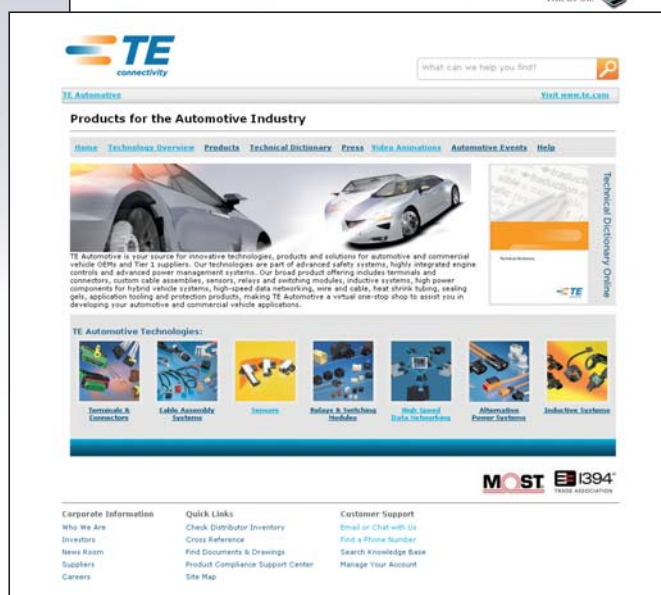 TE
connectivity
What can we help you find?
TE Automotive
Visit www.te.com
Products for the Automotive Industry
Home Technology Overview Products Technical Dictionary Press Video Animations Automotive Events Help
TE Automotive is your source for innovative technologies, products and solutions for automotive and commercial
vehicle OEMs and Tier 1 suppliers. Our technologies are part of advanced safety systems, highly integrated engine
controls and advanced power management systems. Our broad product offering includes terminals and
connectors, custom cable assemblies, sensors, relays and switching modules, inductive systems, high power
components for hybrid vehicle systems, high-speed data networking, wire and cable, heat shrink tubing, sealing
gels, application tooling and protection products, making TE Automotive a virtual one-stop shop to assist you in
developing your automotive and commercial vehicle applications.
Technical Dictionary
TE
Technical Dictionary Online
TE Automotive Technologies:
Terminals &
Connectors
Cable Assembly
Systems
Sensors
Relays & Switching
Modules
High Speed
Data Networking
Alternative
Power Systems
Inductive Systems
MOST
1394
TRADE ASSOCIATION
Corporate Information
Who We Are
Investors
News Room
Suppliers
Careers
Quick Links
Check Distributor Inventory
Cross Reference
Find Documents & Drawings
Product Compliance Support Center
Site Map
Customer Support
Email or Chat with Us
Find a Phone Number
Search Knowledge Base
Manage Your Account